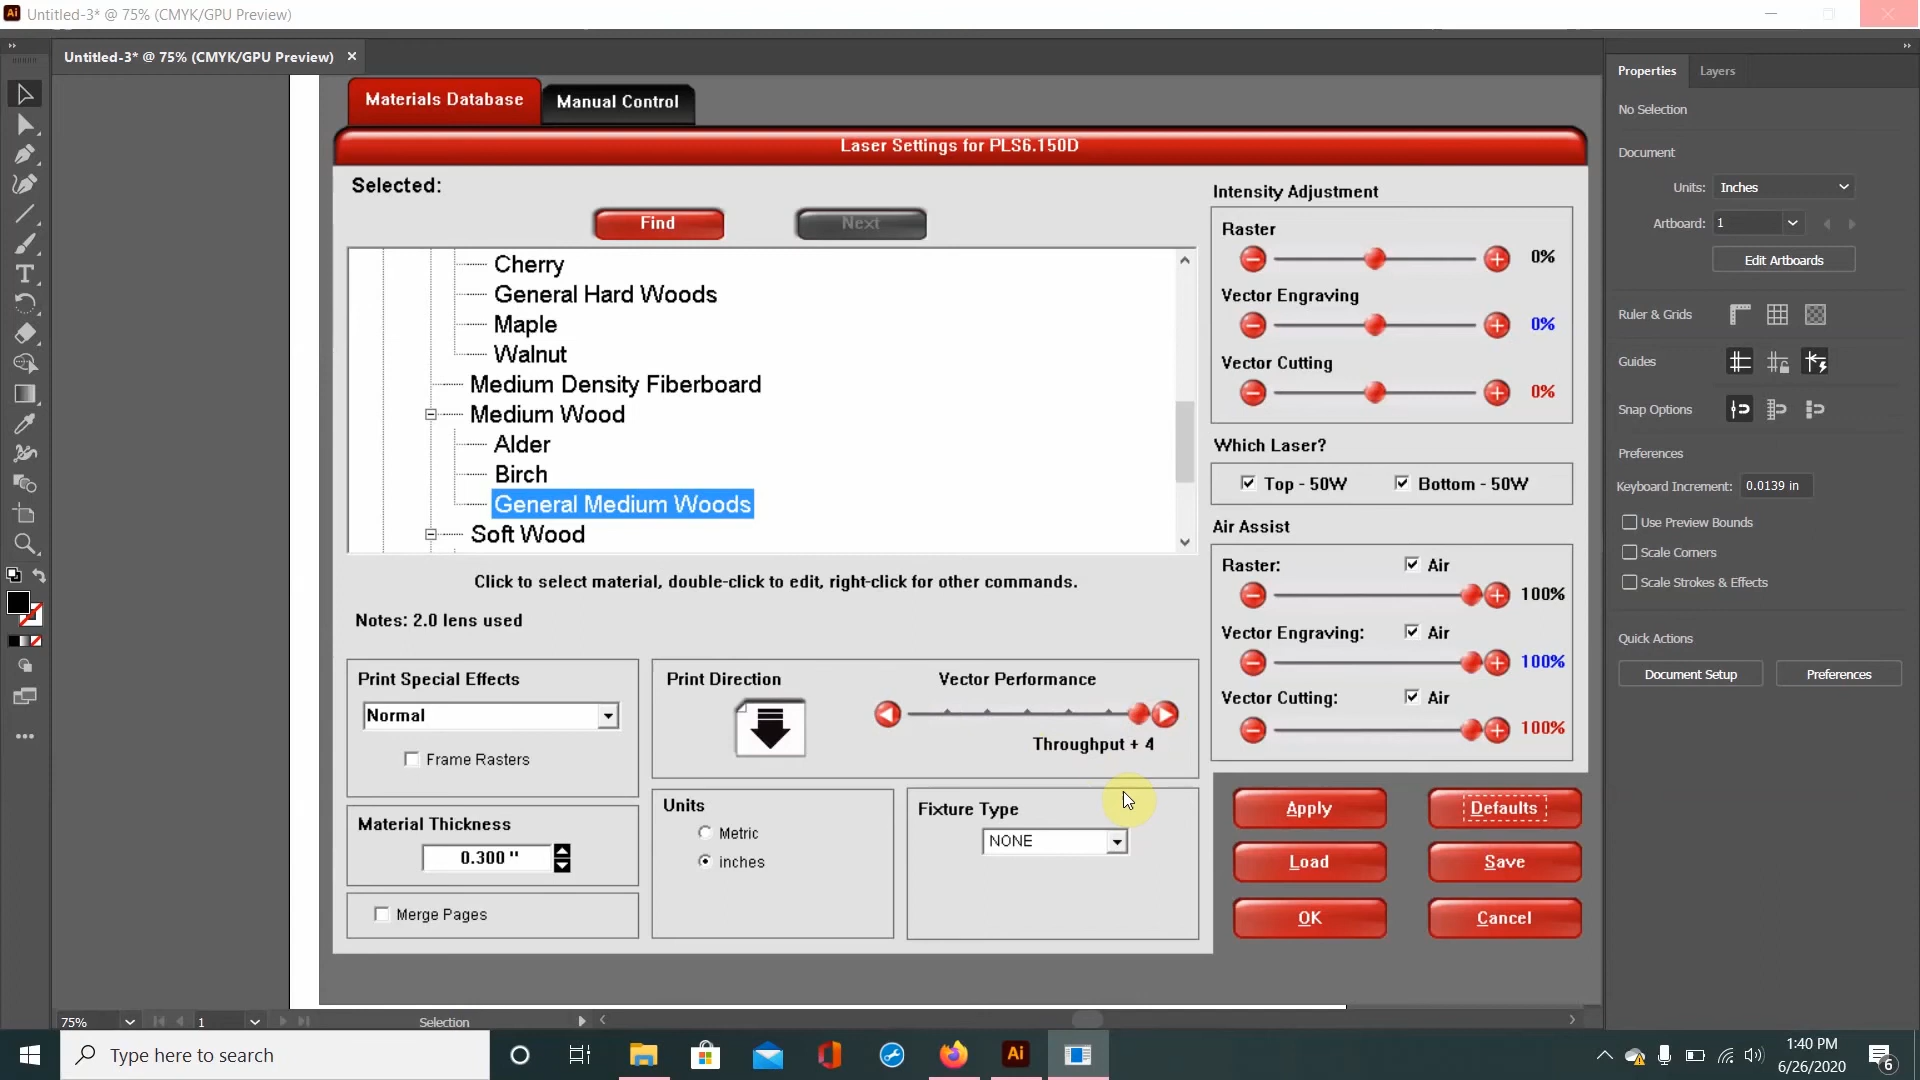 Untitled-3* @ 75% (CMYK/GPU Preview)
Untitled-3* @ 75% (CMYK/GPU Preview) ×
Materials Database
Manual Control
Laser Settings for PLS6.150D
Selected:
Find
Next
Cherry
General Hard Woods
Maple
Walnut
Medium Density Fiberboard
Medium Wood
Alder
Birch
General Medium Woods
Soft Wood
Click to select material, double-click to edit, right-click for other commands.
Notes: 2.0 lens used
Print Special Effects
Normal
Frame Rasters
Material Thickness
0.300 "
Merge Pages
Print Direction
Vector Performance
Throughput + 4
Units
Metric
inches
Fixture Type
NONE
Intensity Adjustment
Raster
0%
Vector Engraving
0%
Vector Cutting
0%
Which Laser?
Top - 50W
Bottom - 50W
Air Assist
Raster:
Air
100%
Vector Engraving:
Air
100%
Vector Cutting:
Air
100%
Apply
Defaults
Load
Save
OK
Cancel
Properties
Layers
No Selection
Document
Units: Inches
Artboard: 1
Edit Artboards
Ruler & Grids
Guides
Snap Options
Preferences
Keyboard Increment: 0.0139 in
Use Preview Bounds
Scale Corners
Scale Strokes & Effects
Quick Actions
Document Setup
Preferences
75%
1
Selection
Type here to search
Ai
1:40 PM
6/26/2020
6